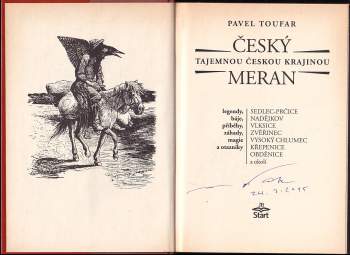 PAVEL TOUFAR
ČESKÝ
TAJEMNOU ČESKOU KRAJINOU
MERAN
legendy,
báje,
příběhy,
záhady,
magie
a otazníky
SEDLEC-PRČICE
NADĚJKOV
VLKSICE
ZVĚŘINEC
VYSOKÝ CHLUMEC
KŘEPENICE
OBDĚNICE
a okolí
Start